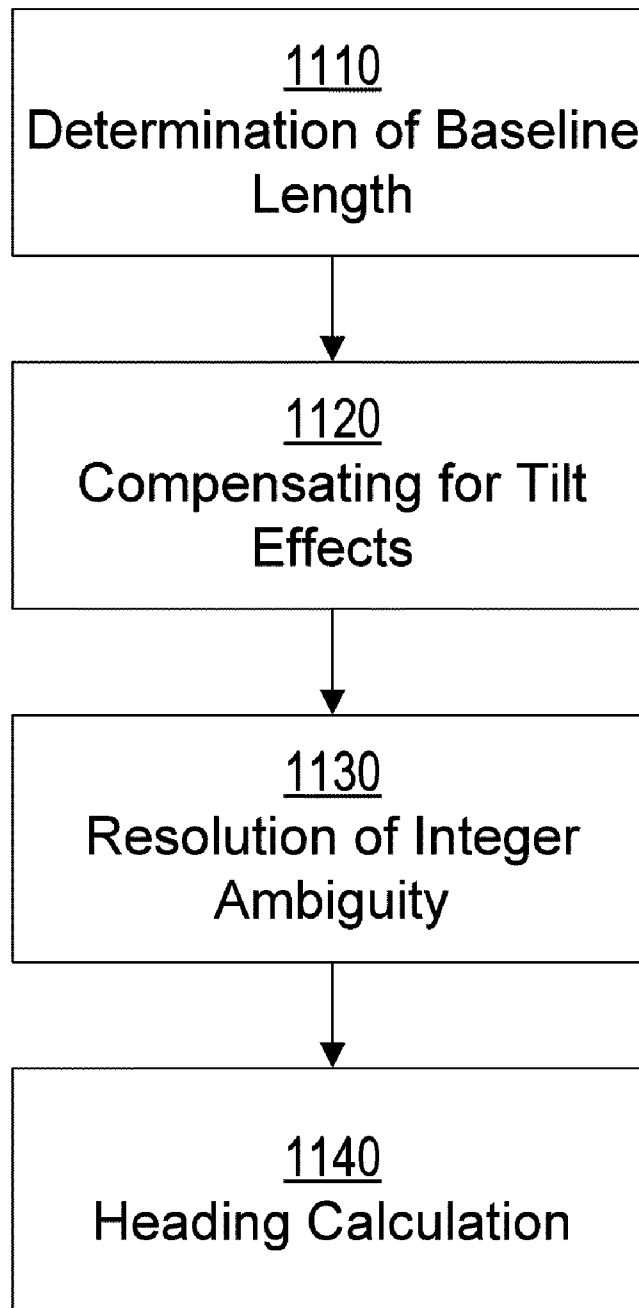 1110
Determination of Baseline
Length
1120
Compensating for Tilt
Effects
1130
Resolution of Integer
Ambiguity
1140
Heading Calculation